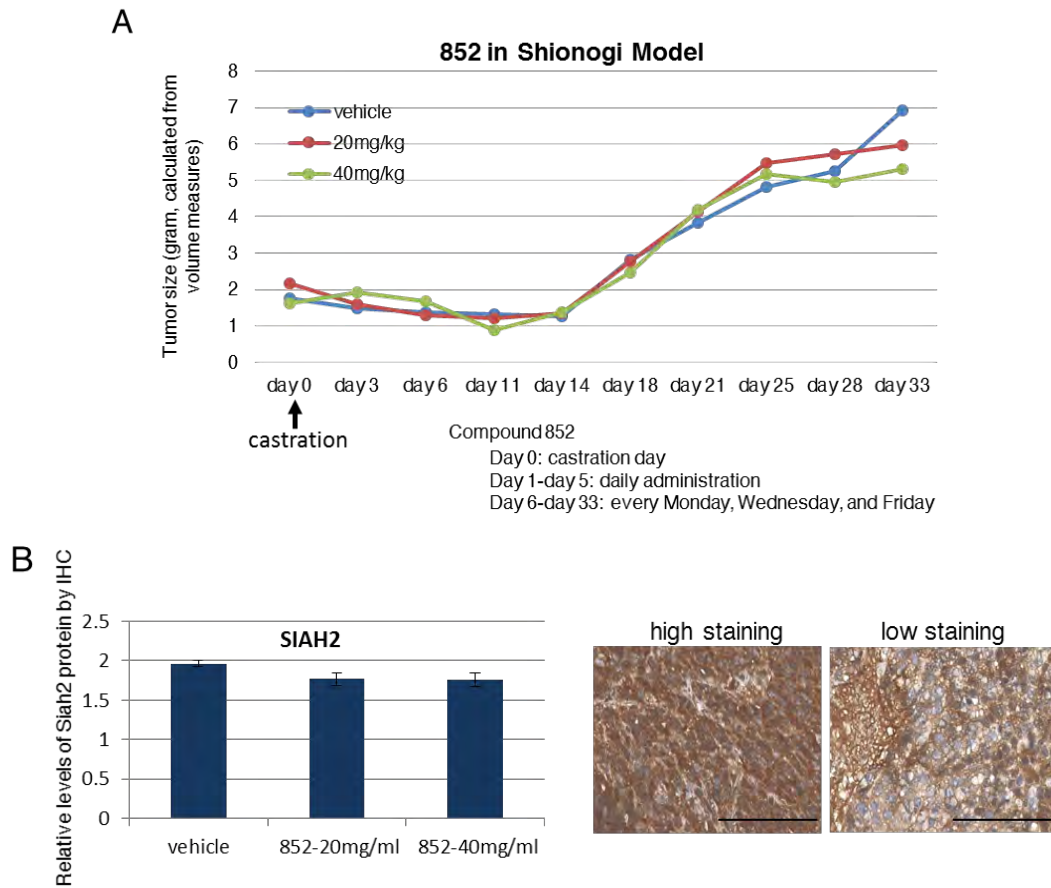 A
852 in Shionogi Model
Tumor size (gram, calculated from
volume measures)
8
7
6
5
4
3
2
1
0
vehicle
20mg/kg
40mg/kg
day 0 day 3 day 6 day 11 day 14 day 18 day 21 day 25 day 28 day 33
castration
Compound 852
Day 0: castration day
Day 1-day 5: daily administration
Day 6-day 33: every Monday, Wednesday, and Friday
B
Relative levels of Siah2 protein by IHC
2.5
2
1.5
1
0.5
0
SIAH2
vehicle 852-20mg/ml 852-40mg/ml
high staining low staining